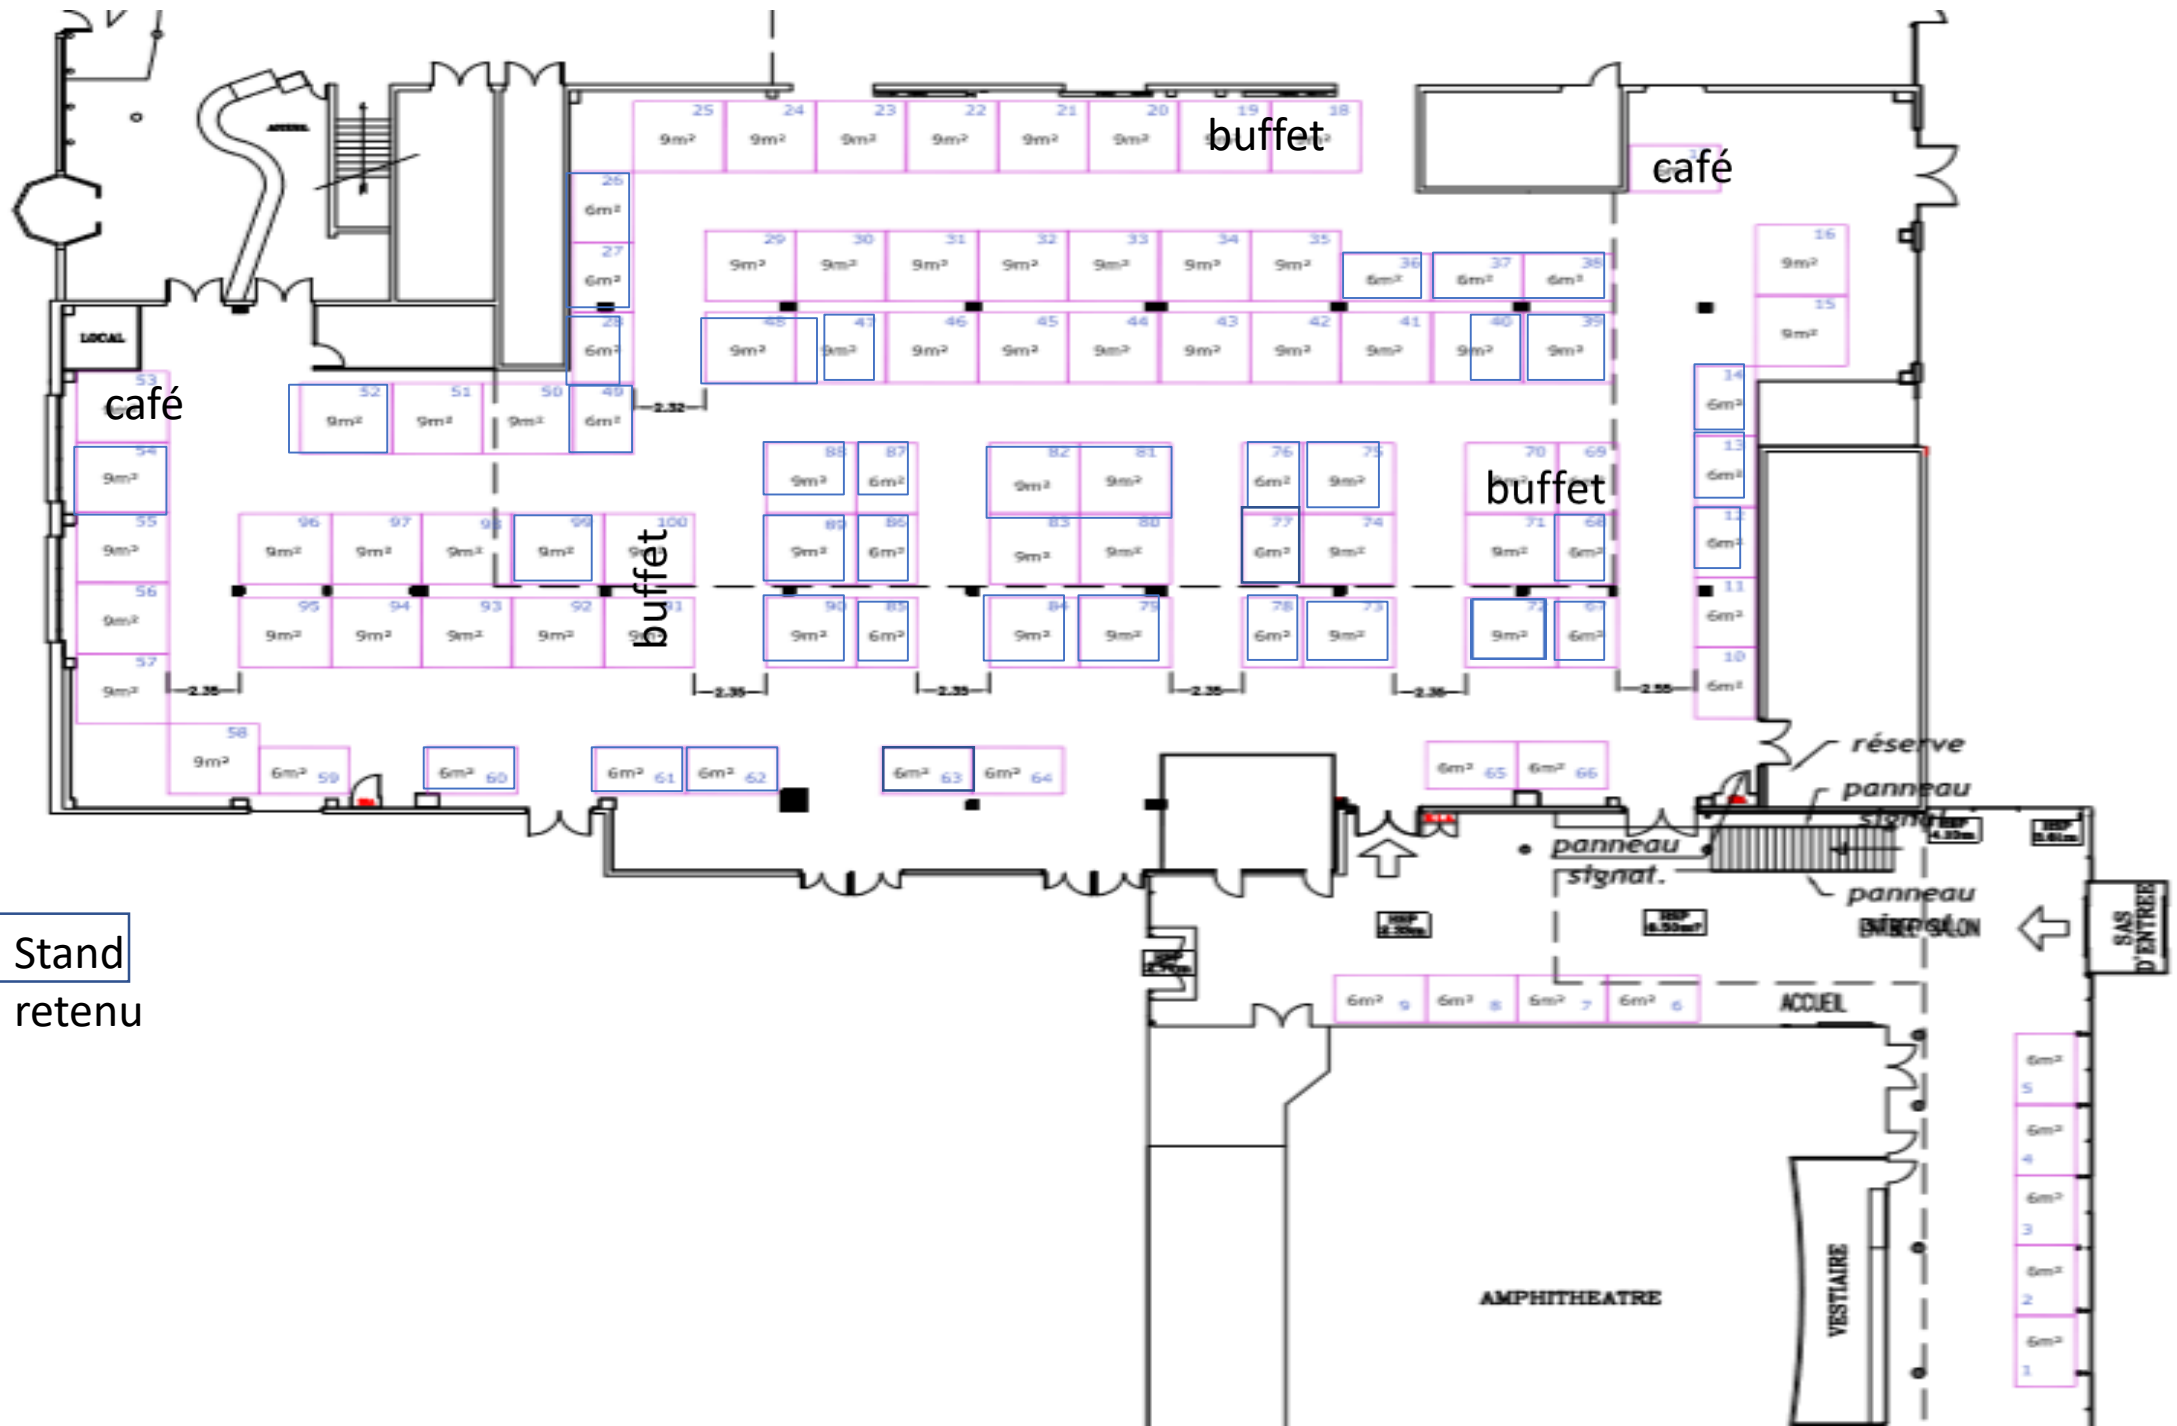 25 24 23 22 21 20 19 18
9m² 9m² 9m² 9m² 9m² 9m² buffet
café
26
6m²
27
6m²
28
6m²
29 30 31 32 33 34 35 36 37 38
9m² 9m² 9m² 9m² 9m² 9m² 9m² 6m² 6m² 6m²
16
9m²
15
9m²
48 47 46 45 44 43 42 41 40 39
9m² 9m² 9m² 9m² 9m² 9m² 9m² 9m² 9m² 9m²
LOCAL
53
café
52 51 50 49
9m² 9m² 9m² 6m²
2.32
14
6m²
13
6m²
12
6m²
11
6m²
10
6m²
54
9m²
55
9m²
56
9m²
57
9m²
88 87 82 81 76 75 70 69
9m² 6m² 9m² 9m² 6m² 9m² buffet
96 97 98 99 100
9m² 9m² 9m² 9m² buffet
89 86 83 80 77 74 71 68
9m² 6m² 9m² 9m² 6m² 9m² 9m² 6m²
95 94 93 92 91
9m² 9m² 9m² 9m² 9m²
90 85 84 79 78 73 72 67
9m² 6m² 9m² 9m² 6m² 9m² 9m² 6m²
2.35 2.35 2.35 2.35 2.35 2.55
58
9m²
6m² 59
6m² 60
6m² 61
6m² 62
6m² 63
6m² 64
6m² 65
6m² 66
réserve
panneau
signal.
panneau
signat.
panneau
ENTREE SALON
SAS
D'ENTREE
Stand
retenu
6m² 9
6m² 8
6m² 7
6m² 6
ACCUEIL
6m²
5
6m²
4
6m²
3
6m²
2
6m²
1
AMPHITHEATRE
VESTIAIRE